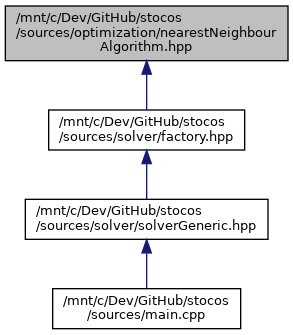 /mnt/c/Dev/GitHub/stocos
/sources/optimization/nearestNeighbour
Algorithm.hpp
/mnt/c/Dev/GitHub/stocos
/sources/solver/factory.hpp
/mnt/c/Dev/GitHub/stocos
/sources/solver/solverGeneric.hpp
/mnt/c/Dev/GitHub/stocos
/sources/main.cpp